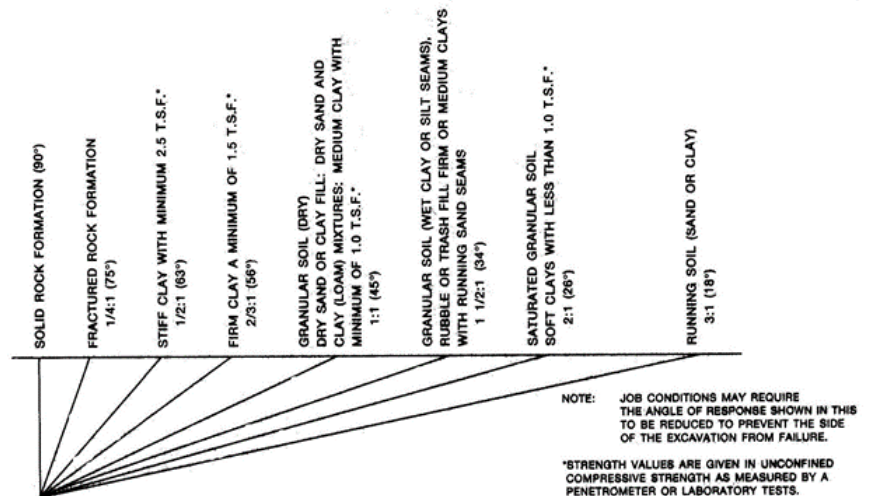 SOLID ROCK FORMATION (90°)
FRACTURED ROCK FORMATION
1/4:1 (75°)
STIFF CLAY WITH MINIMUM 2.5 T.S.F.*
1/2:1 (63°)
FIRM CLAY A MINIMUM OF 1.5 T.S.F.*
2/3:1 (56°)
GRANULAR SOIL (DRY)
DRY SAND OR CLAY FILL: DRY SAND AND
CLAY (LOAM) MIXTURES: MEDIUM CLAY WITH
MINIMUM OF 1.0 T.S.F.*
1:1 (45°)
GRANULAR SOIL (WET CLAY OR SILT SEAMS),
RUBBLE OR TRASH FILL FIRM OR MEDIUM CLAYS
WITH RUNNING SAND SEAMS
1 1/2:1 (34°)
SATURATED GRANULAR SOIL
SOFT CLAYS WITH LESS THAN 1.0 T.S.F.*
2:1 (26°)
RUNNING SOIL (SAND OR CLAY)
3:1 (18°)
NOTE: JOB CONDITIONS MAY REQUIRE
THE ANGLE OF RESPONSE SHOWN IN THIS
TO BE REDUCED TO PREVENT THE SIDE
OF THE EXCAVATION FROM FAILURE.
*STRENGTH VALUES ARE GIVEN IN UNCONFINED
COMPRESSIVE STRENGTH AS MEASURED BY A
PENETROMETER OR LABORATORY TESTS.